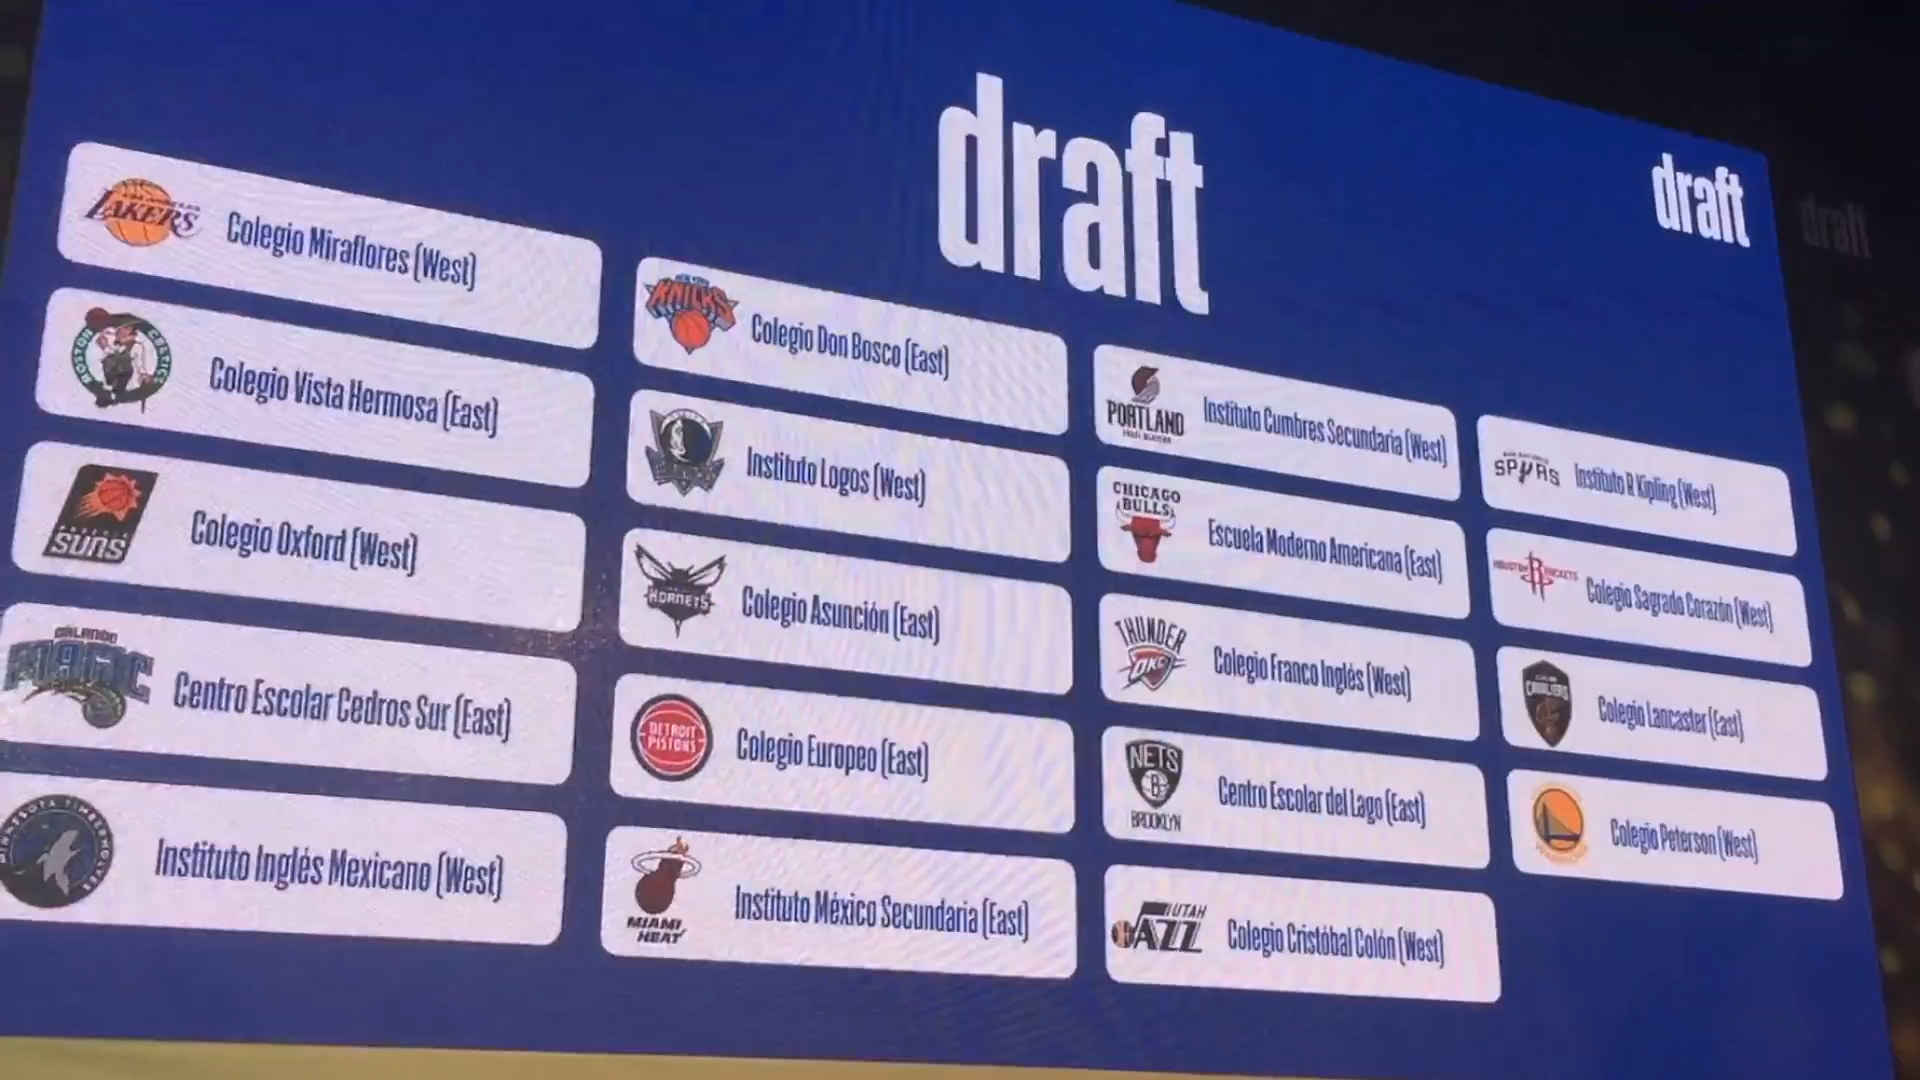 draft
draft
draft
LAKERS
Colegio Miraflores (West)
BOSTON CELTICS
Colegio Vista Hermosa (East)
SUNS
Colegio Oxford (West)
ORLANDO
MAGIC
Centro Escolar Cedros Sur (East)
MINNESOTA TIMBERWOLVES
Instituto Inglés Mexicano (West)
NEW YORK
KNICKS
Colegio Don Bosco (East)
Instituto Logos (West)
HORNETS
Colegio Asunción (East)
DETROIT
PISTONS
Colegio Europeo (East)
MIAMI
HEAT
Instituto México Secundaria (East)
PORTLAND
TRAIL BLAZERS
Instituto Cumbres Secundaria (West)
CHICAGO
BULLS
Escuela Moderno Americana (East)
THUNDER
OKC
Colegio Franco Inglés (West)
NETS
B
BROOKLYN
Centro Escolar del Lago (East)
UTAH
JAZZ
Colegio Cristóbal Colón (West)
SPURS
Instituto R Kipling (West)
HOUSTON R ROCKETS
Colegio Sagrado Corazón (West)
CAVALIERS
Colegio Lancaster (East)
WARRIORS
Colegio Peterson (West)